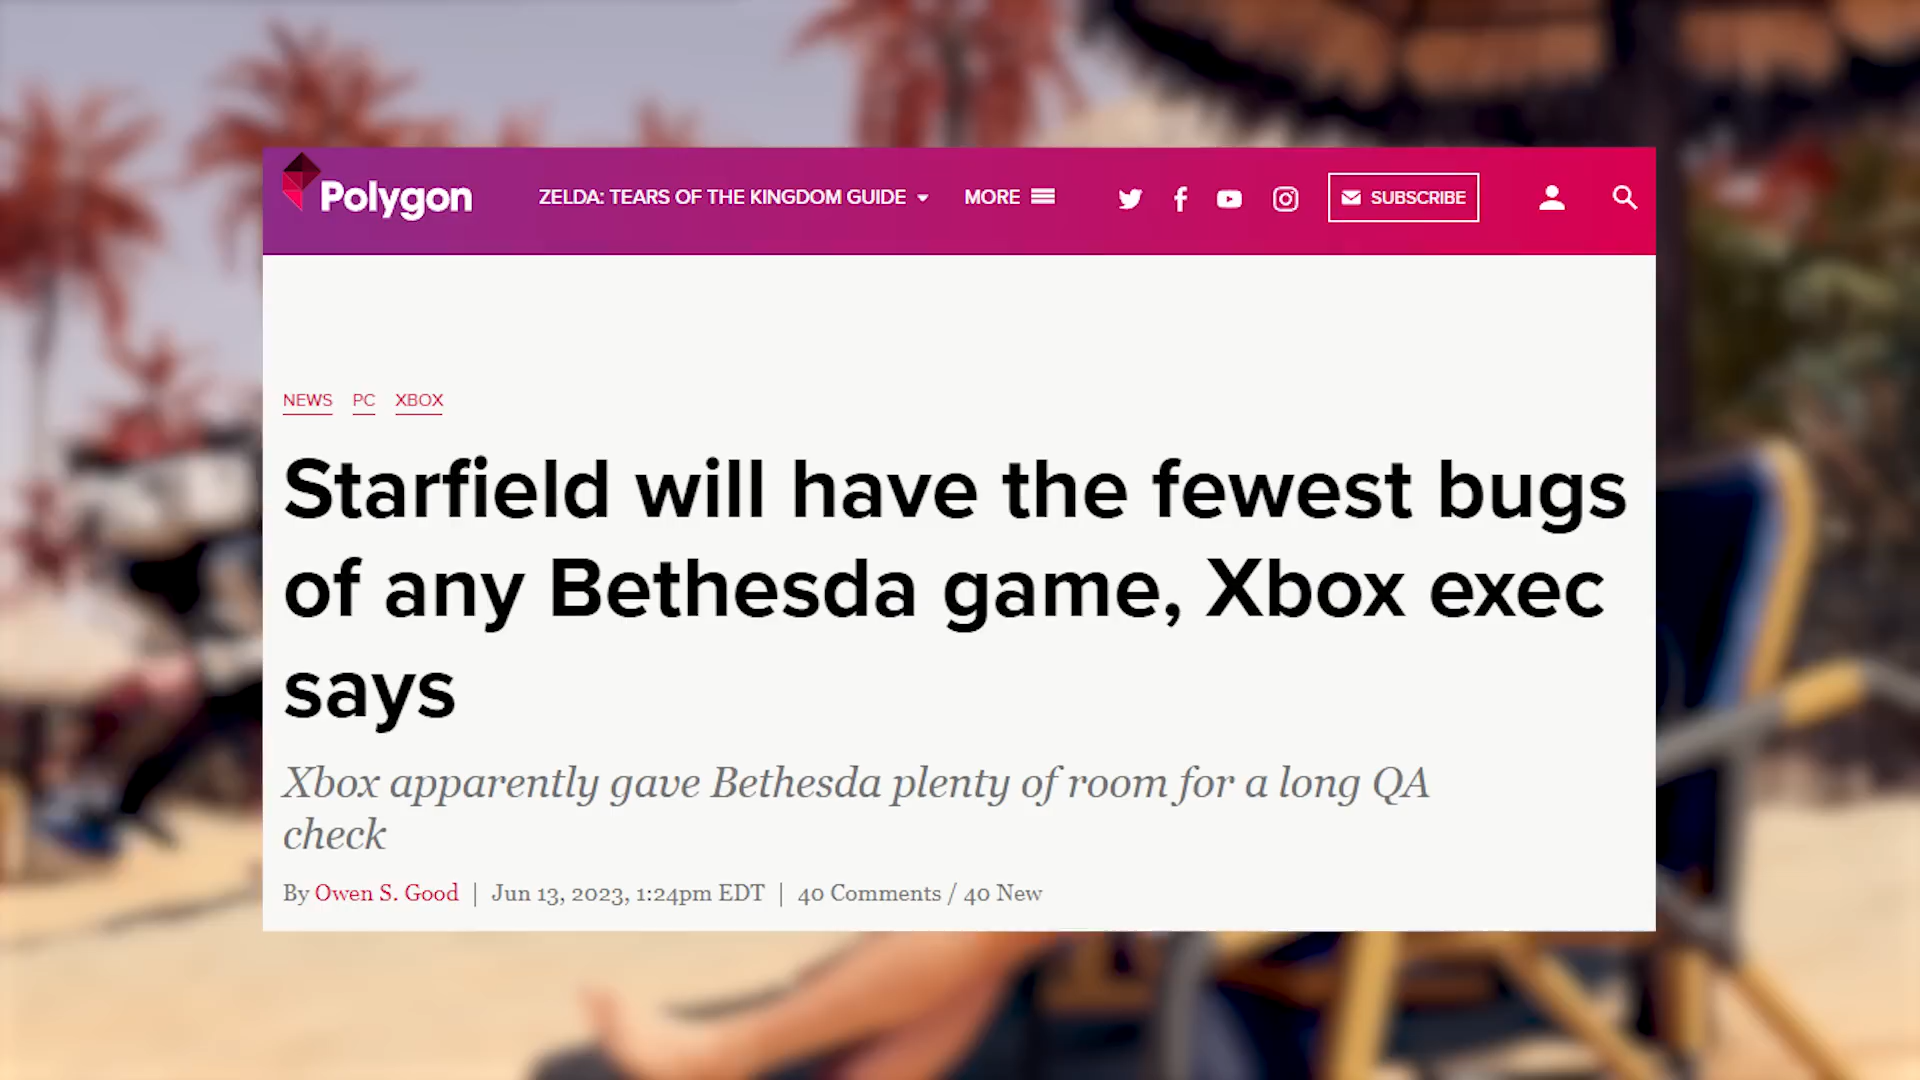 Polygon
ZELDA: TEARS OF THE KINGDOM GUIDE
MORE
SUBSCRIBE
NEWS PC XBOX
Starfield will have the fewest bugs
of any Bethesda game, Xbox exec
says
Xbox apparently gave Bethesda plenty of room for a long QA
check
By Owen S. Good | Jun 13, 2023, 1:24pm EDT | 40 Comments / 40 New